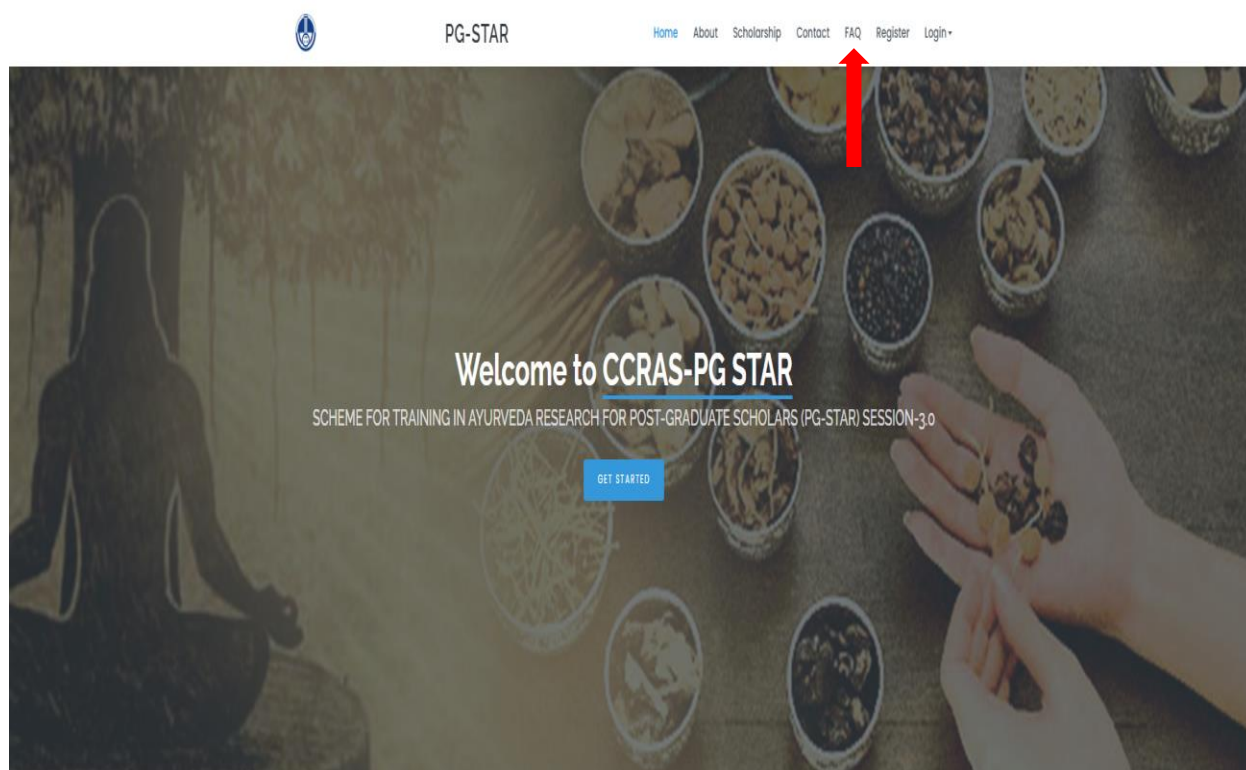 PG-STAR
Home About Scholarship Contact FAQ Register Login
Welcome to CCRAS-PG STAR
SCHEME FOR TRAINING IN AYURVEDA RESEARCH FOR POST-GRADUATE SCHOLARS (PG-STAR) SESSION-3.0
GET STARTED